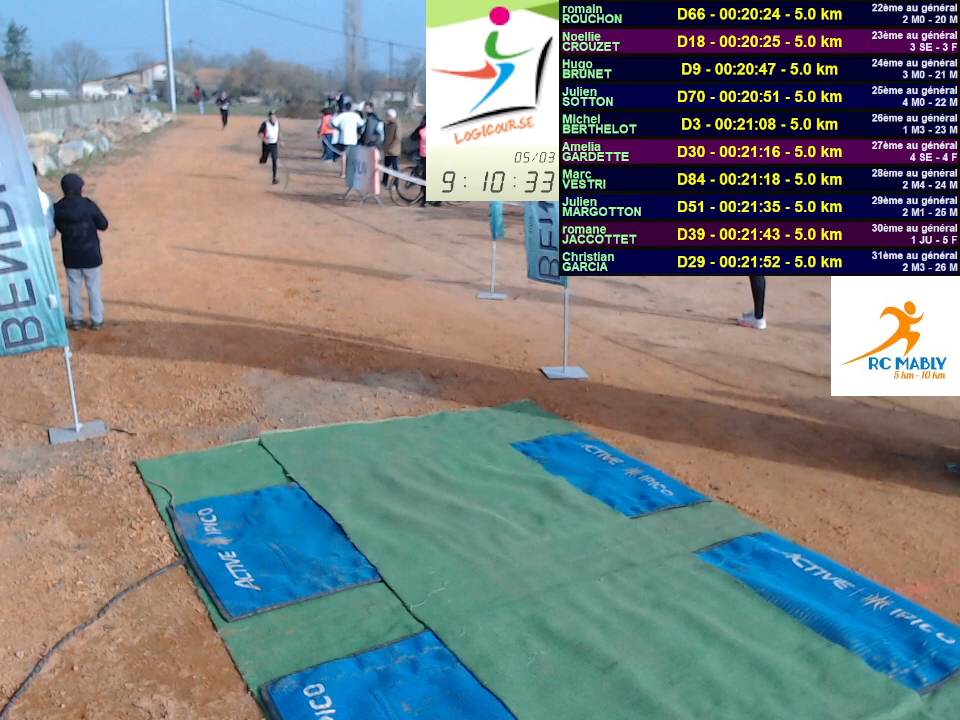 romain
ROUCHON
D66 - 00:20:24 - 5.0 km
22ème au général
2 M0 - 20 M
Noellie
CROUZET
D18 - 00:20:25 - 5.0 km
23ème au général
3 SE - 3 F
Hugo
BRUNET
D9 - 00:20:47 - 5.0 km
24ème au général
3 M0 - 21 M
Julien
SOTTON
D70 - 00:20:51 - 5.0 km
25ème au général
4 M0 - 22 M
Michel
BERTHELOT
D3 - 00:21:08 - 5.0 km
26ème au général
1 M3 - 23 M
Amelia
GARDETTE
D30 - 00:21:16 - 5.0 km
27ème au général
4 SE - 4 F
Marc
VESTRI
D84 - 00:21:18 - 5.0 km
28ème au général
2 M4 - 24 M
Julien
MARGOTTON
D51 - 00:21:35 - 5.0 km
29ème au général
2 M1 - 25 M
romane
JACCOTTET
D39 - 00:21:43 - 5.0 km
30ème au général
1 JU - 5 F
Christian
GARCIA
D29 - 00:21:52 - 5.0 km
31ème au général
2 M3 - 26 M
LOGICOURSE
05/03
9:10:33
RC MABLY
5 km - 10 km
ACTIVE IPICO
ACTIVE IPICO
ACTIVE IPICO
PICO